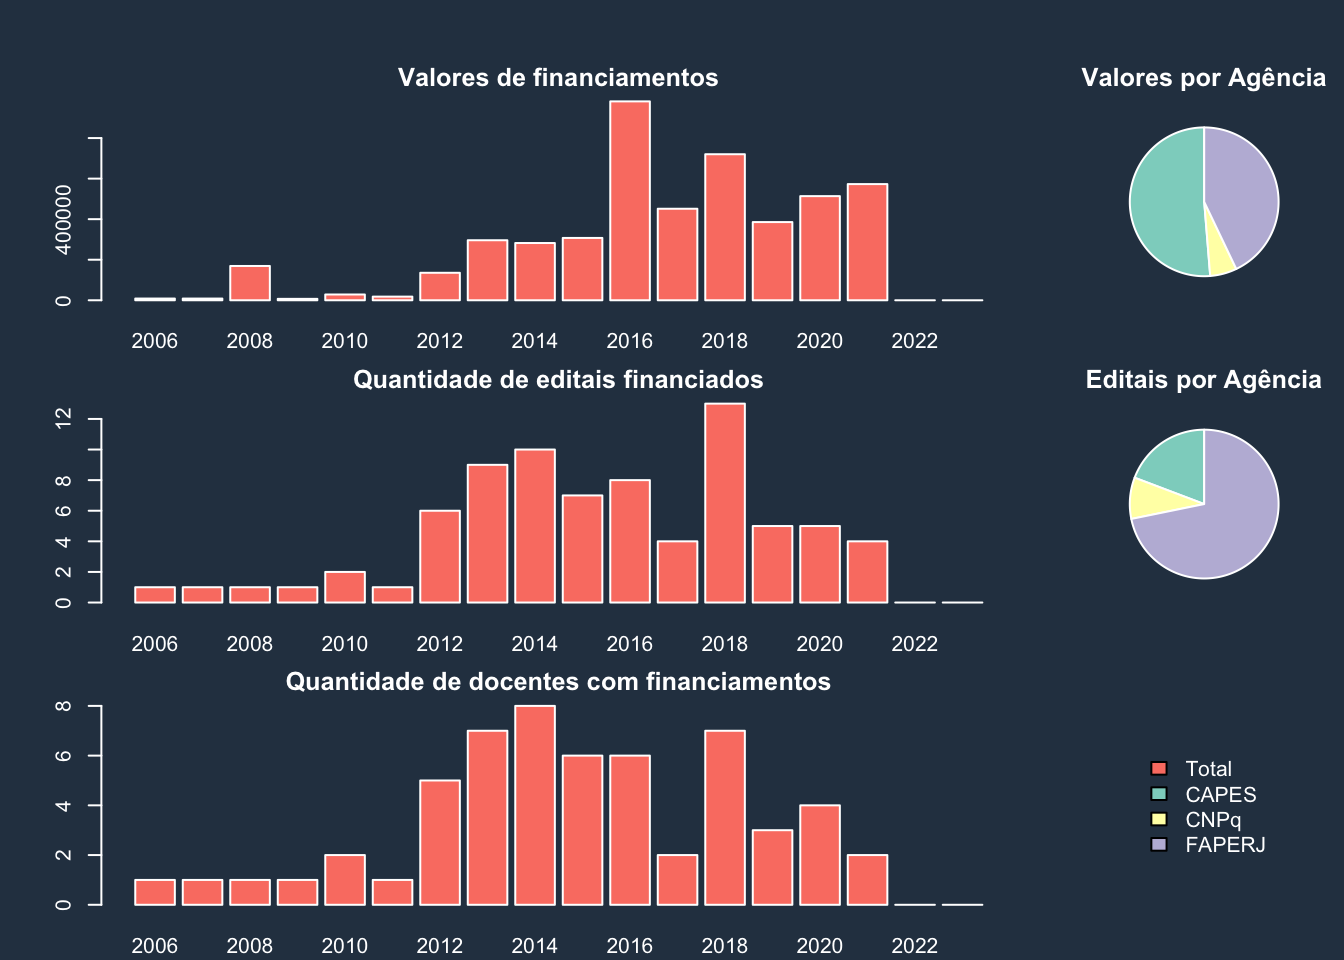 Valores de financiamentos
400000
0
2006 2008 2010 2012 2014 2016 2018 2020 2022
Valores por Agência
Quantidade de editais financiados
12
8
6
4
2
0
2006 2008 2010 2012 2014 2016 2018 2020 2022
Editais por Agência
Quantidade de docentes com financiamentos
8
6
4
2
0
2006 2008 2010 2012 2014 2016 2018 2020 2022
Total
CAPES
CNPq
FAPERJ